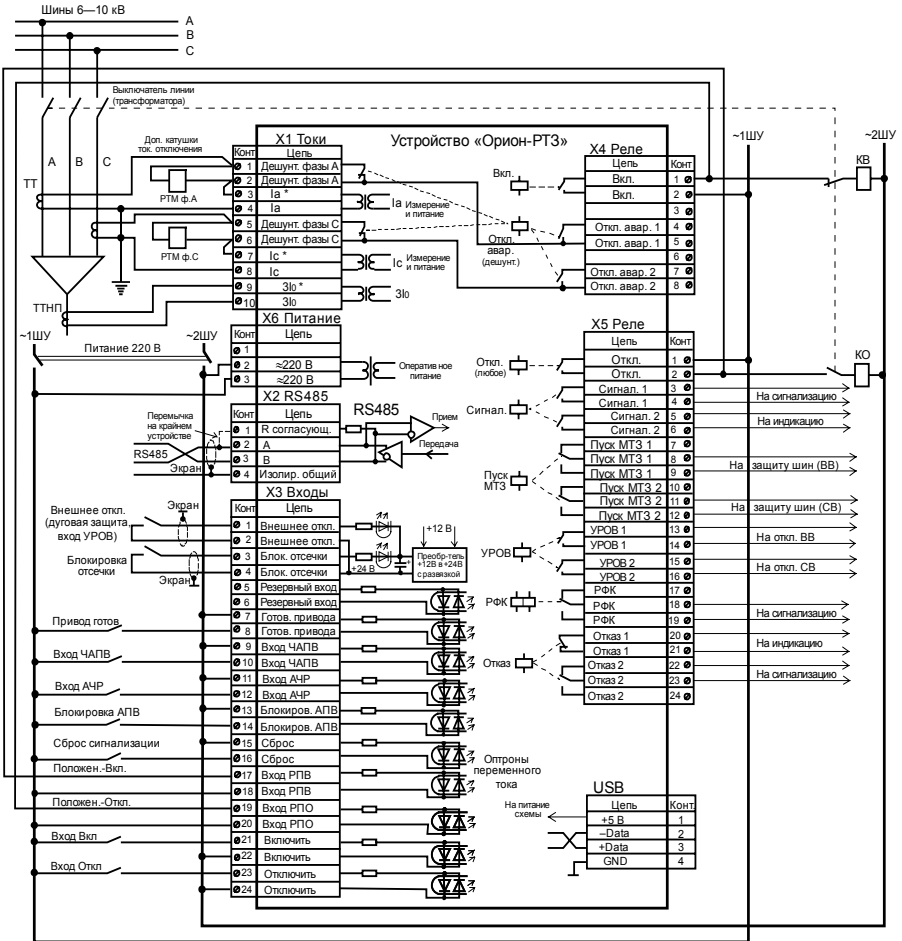 Шины 6—10 кВ
A
B
C
Выключатель линии
(трансформатора)
A
B
C
ТТ
Доп. катушки
ток. отключения
РТМ ф.А
РТМ ф.С
ТТНП
Устройство «Орион-РТЗ»
X1 Токи
Конт
Цепь
1 Дешунт. фазы А
2 Дешунт. фазы А
3 Ia *
4 Ia
5 Дешунт. фазы С
6 Дешунт. фазы С
7 Ic *
8 Ic
9 3I0 *
10 3I0
Ia Измерение
и питание
Ic Измерение
и питание
3I0
Вкл.
Откл.
авар.
(дешунт.)
X4 Реле
Цепь
Конт
Вкл. 1
Вкл. 2
3
Откл. авар. 1 4
Откл. авар. 1 5
6
Откл. авар. 2 7
Откл. авар. 2 8
~1ШУ
~2ШУ
КВ
КО
~1ШУ
~2ШУ
Питание 220 В
X6 Питание
Конт
Цепь
1
2 ≈220 В
3 ≈220 В
Оператив ное
питание
X2 RS485
Конт
Цепь
1 R согласующ.
2 A
3 B
4 Изолир. общий
Перемычка
на крайнем
устройстве
RS485
Экран
RS485
Прием
Передача
X3 Входы
Конт
Цепь
1 Внешнее откл.
2 Внешнее откл.
3 Блок. отсечки
4 Блок. отсечки
5 Резервный вход
6 Резервный вход
7 Готов. привода
8 Готов. привода
9 Вход ЧАПВ
10 Вход ЧАПВ
11 Вход АЧР
12 Вход АЧР
13 Блокиров. АПВ
14 Блокиров. АПВ
15 Сброс
16 Сброс
17 Вход РПВ
18 Вход РПВ
19 Вход РПО
20 Вход РПО
21 Включить
22 Включить
23 Отключить
24 Отключить
Экран
Внешнее откл.
(дуговая защита,
вход УРОВ)
Блокировка
отсечки
Экран
Привод готов
Вход ЧАПВ
Вход АЧР
Блокировка АПВ
Сброс сигнализации
Положен.-Вкл.
Положен.-Откл.
Вход Вкл
Вход Откл
+12 В
+24 В
+
Преобр-тель
+12В в+24В
с развязкой
Оптроны
переменного
тока
X5 Реле
Цепь
Конт
Откл. 1
Откл. 2
Сигнал. 1 3
Сигнал. 1 4
Сигнал. 2 5
Сигнал. 2 6
Пуск МТЗ 1 7
Пуск МТЗ 1 8
Пуск МТЗ 1 9
Пуск МТЗ 2 10
Пуск МТЗ 2 11
Пуск МТЗ 2 12
УРОВ 1 13
УРОВ 1 14
УРОВ 2 15
УРОВ 2 16
РФК 17
РФК 18
РФК 19
Отказ 1 20
Отказ 1 21
Отказ 2 22
Отказ 2 23
Отказ 2 24
Откл.
(любое)
Сигнал.
Пуск
МТЗ
УРОВ
РФК
Отказ
На сигнализацию
На индикацию
На защиту шин (ВВ)
На защиту шин (СВ)
На откл. ВВ
На откл. СВ
На сигнализацию
На индикацию
На сигнализацию
USB
Цепь
Конт
+5 В 1
–Data 2
+Data 3
GND 4
На питание
схемы